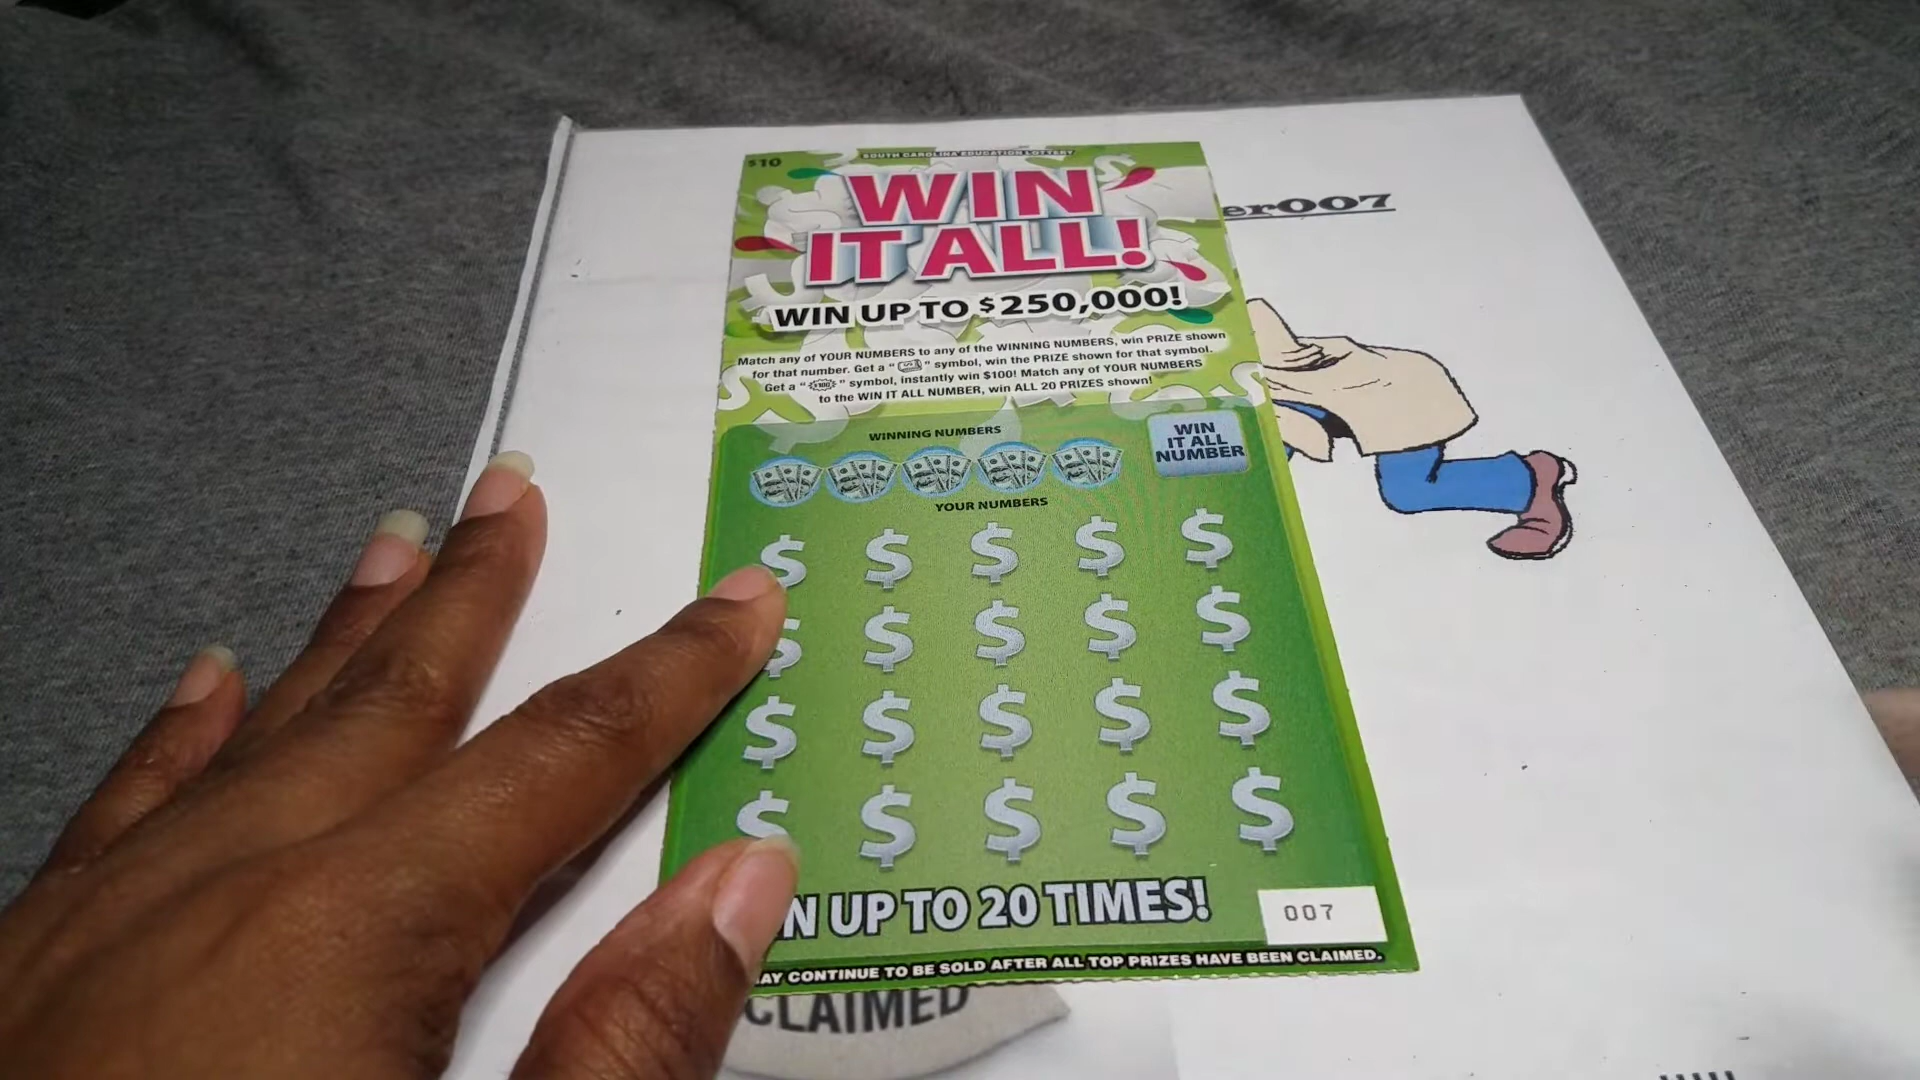 $10
SOUTH CAROLINA EDUCATION LOTTERY
WIN
IT ALL!
WIN UP TO $250,000!
Match any of YOUR NUMBERS to any of the WINNING NUMBERS, win PRIZE shown
for that number. Get a " " symbol, win the PRIZE shown for that symbol.
Get a "$100" symbol, instantly win $100! Match any of YOUR NUMBERS
to the WIN IT ALL NUMBER, win ALL 20 PRIZES shown!
WINNING NUMBERS
WIN
IT ALL
NUMBER
YOUR NUMBERS
$ $ $ $ $
$ $ $ $ $
$ $ $ $ $
$ $ $ $ $
N UP TO 20 TIMES!
007
AY CONTINUE TO BE SOLD AFTER ALL TOP PRIZES HAVE BEEN CLAIMED.
er007
CLAIMED